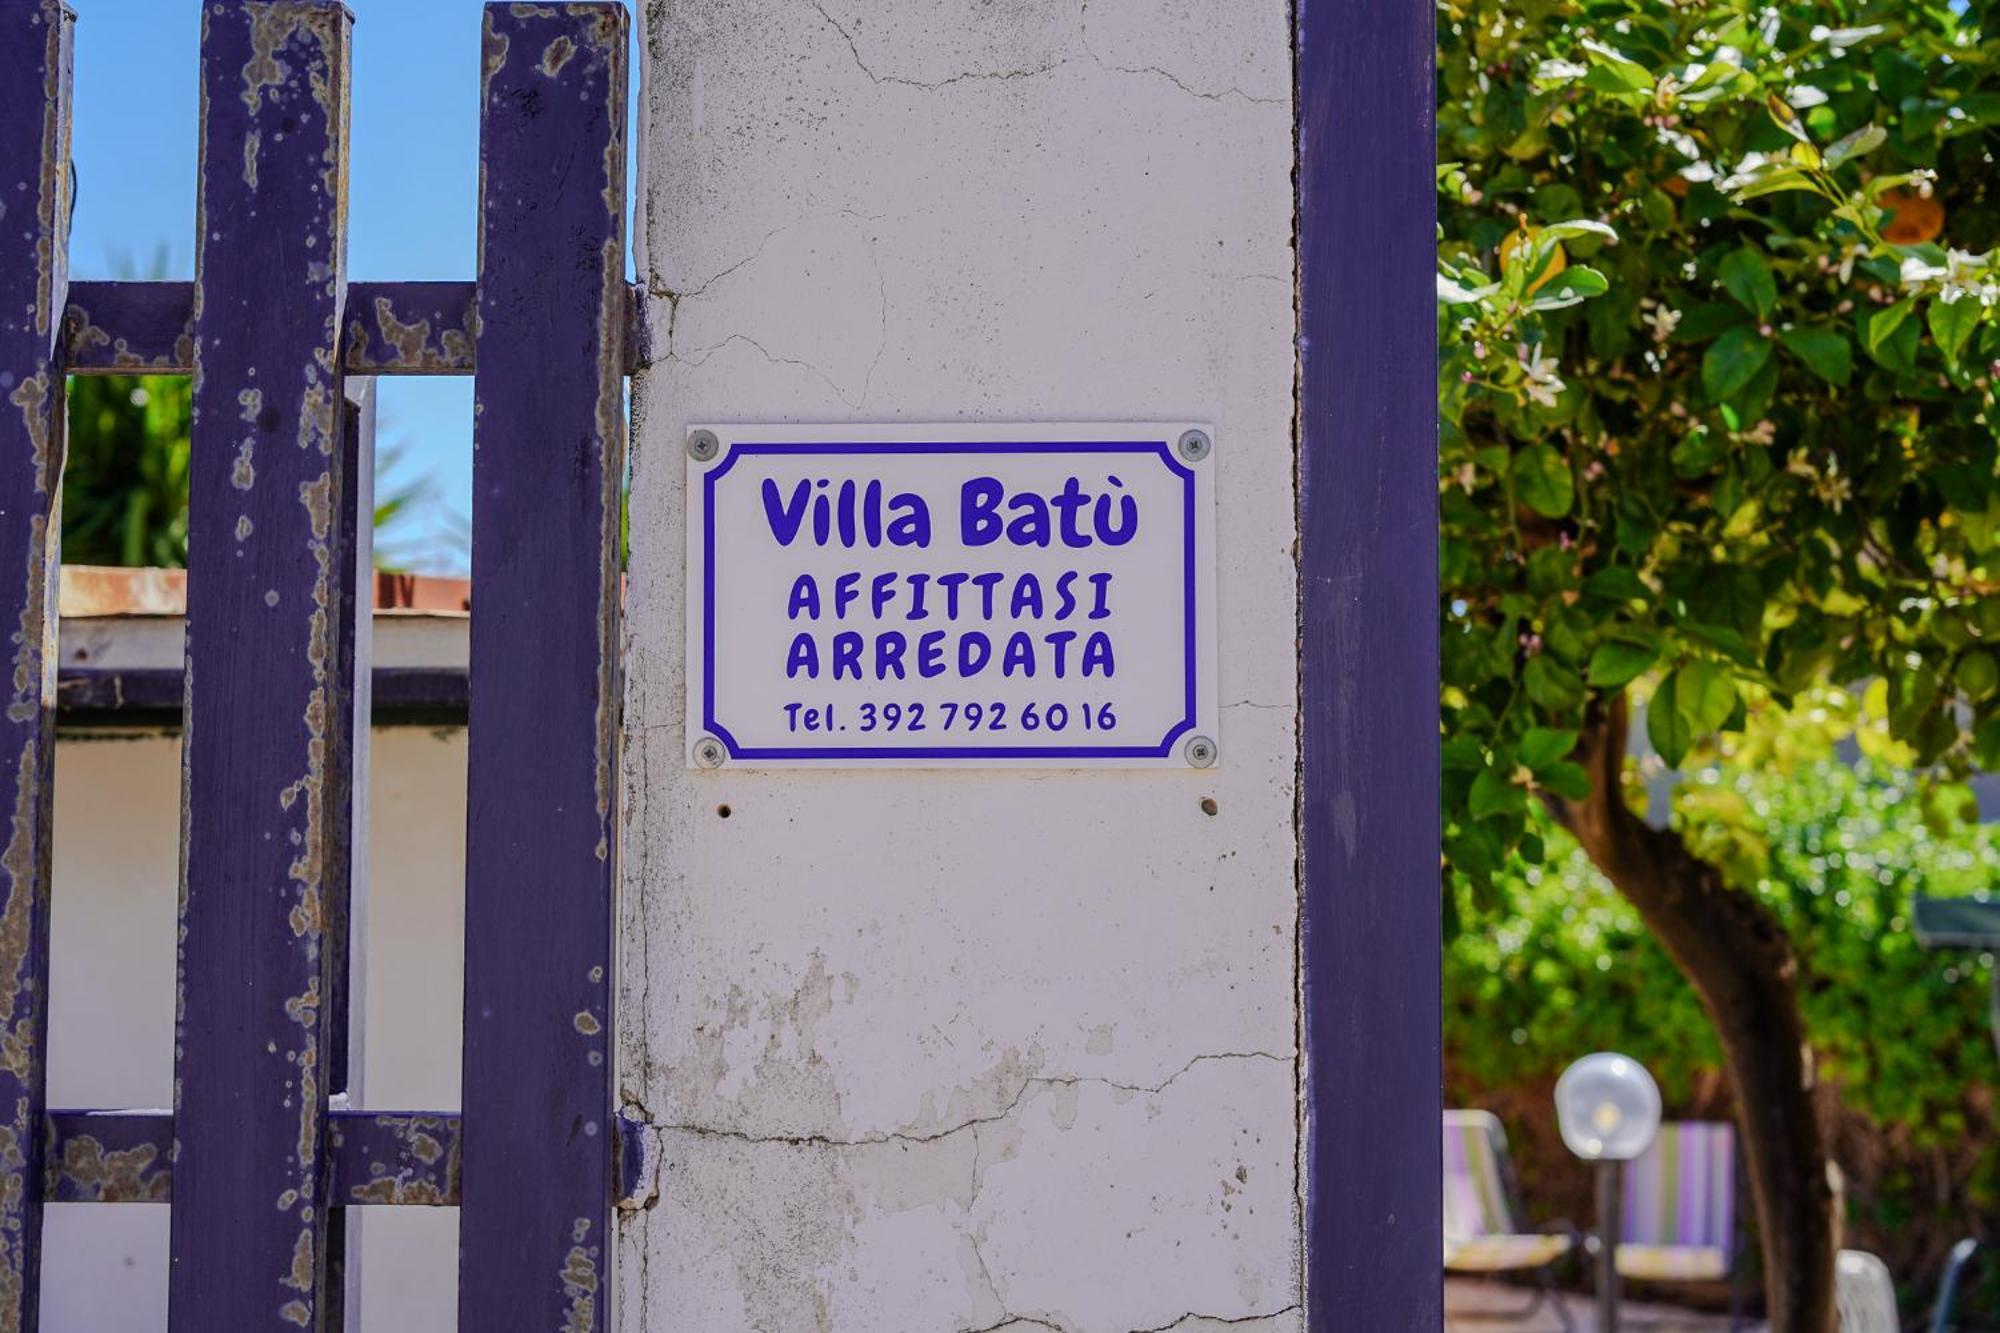 Villa Batù
AFFITTASI
ARREDATA
Tel. 392 792 60 16